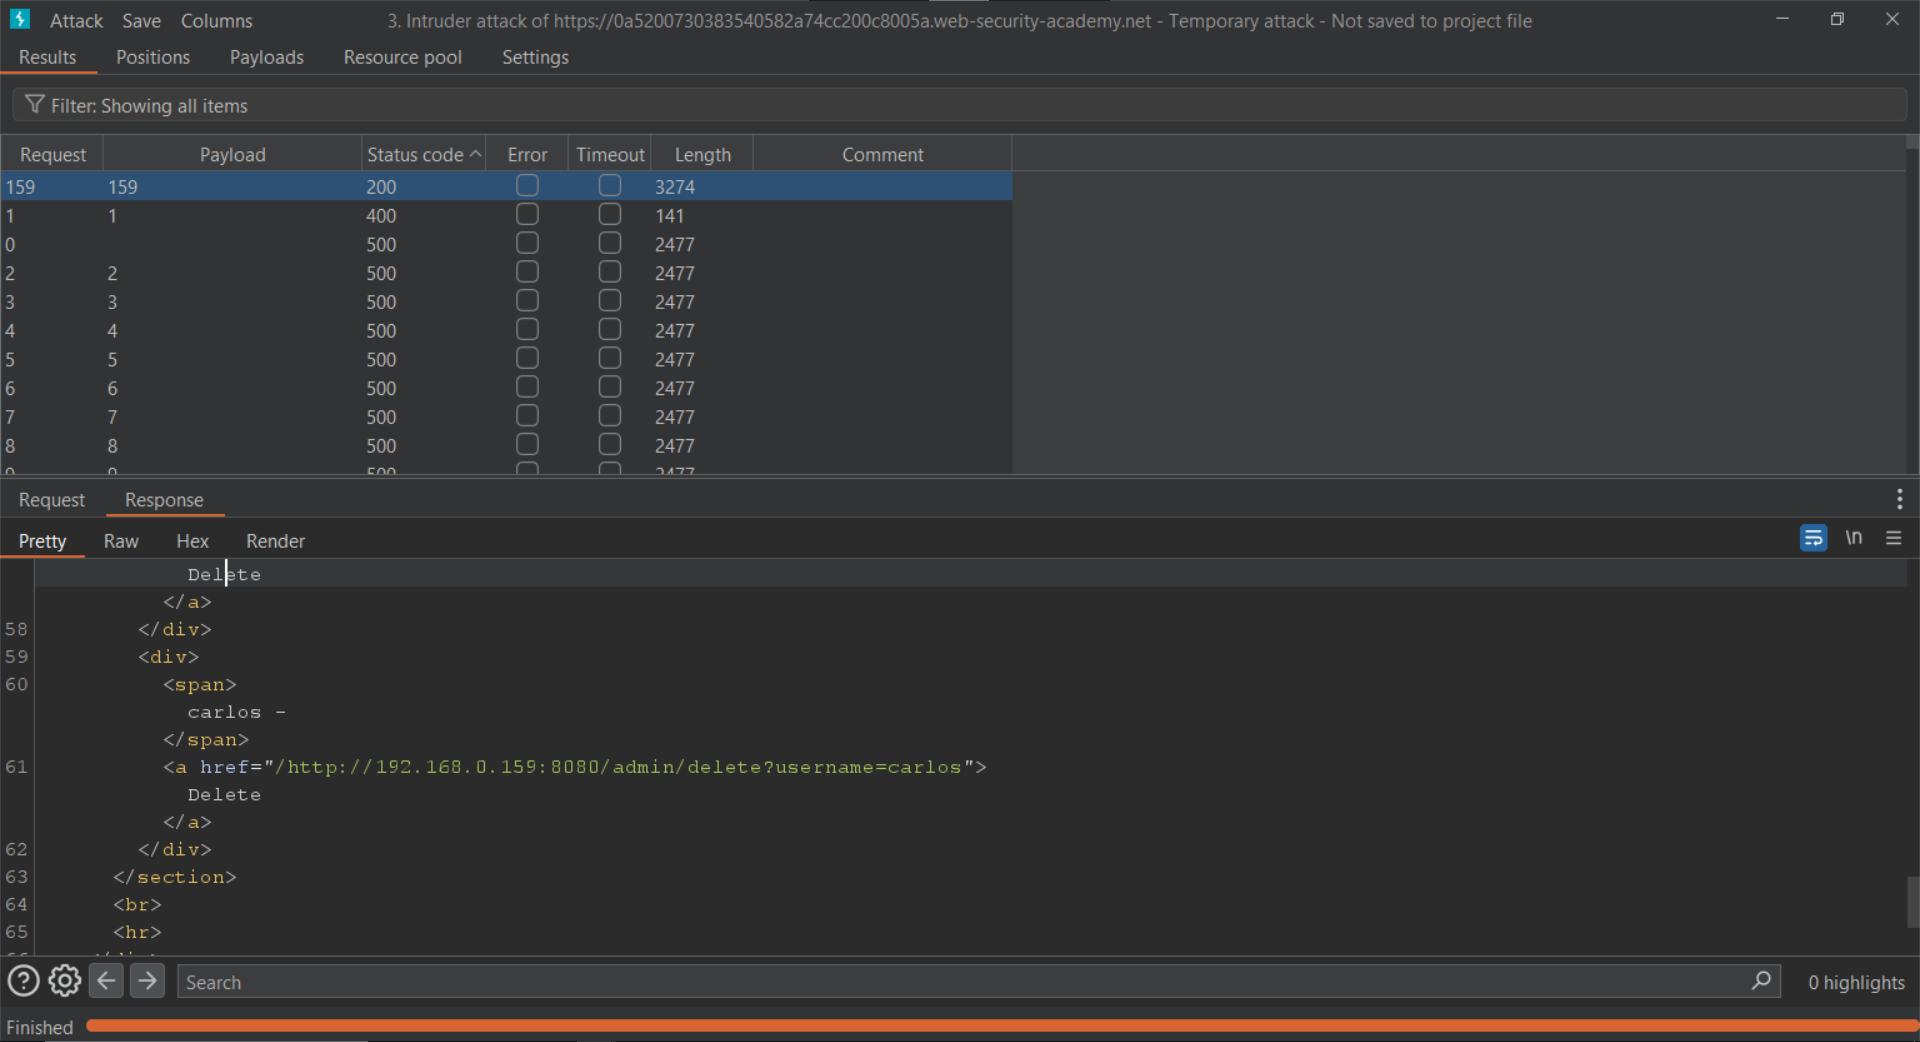 Attack Save Columns 3. Intruder attack of https://0a5200730383540582a74cc200c8005a.web-security-academy.net - Temporary attack - Not saved to project file
Results Positions Payloads Resource pool Settings
Filter: Showing all items
Request Payload Status code Error Timeout Length Comment
159 159 200 3274
1 1 400 141
0 500 2477
2 2 500 2477
3 3 500 2477
4 4 500 2477
5 5 500 2477
6 6 500 2477
7 7 500 2477
8 8 500 2477
9 9 500 2477
Request Response
Pretty Raw Hex Render \n
Delete
</a>
58 </div>
59 <div>
60 <span>
carlos -
</span>
61 <a href="/http://192.168.0.159:8080/admin/delete?username=carlos">
Delete
</a>
62 </div>
63 </section>
64 <br>
65 <hr>
Search 0 highlights
Finished